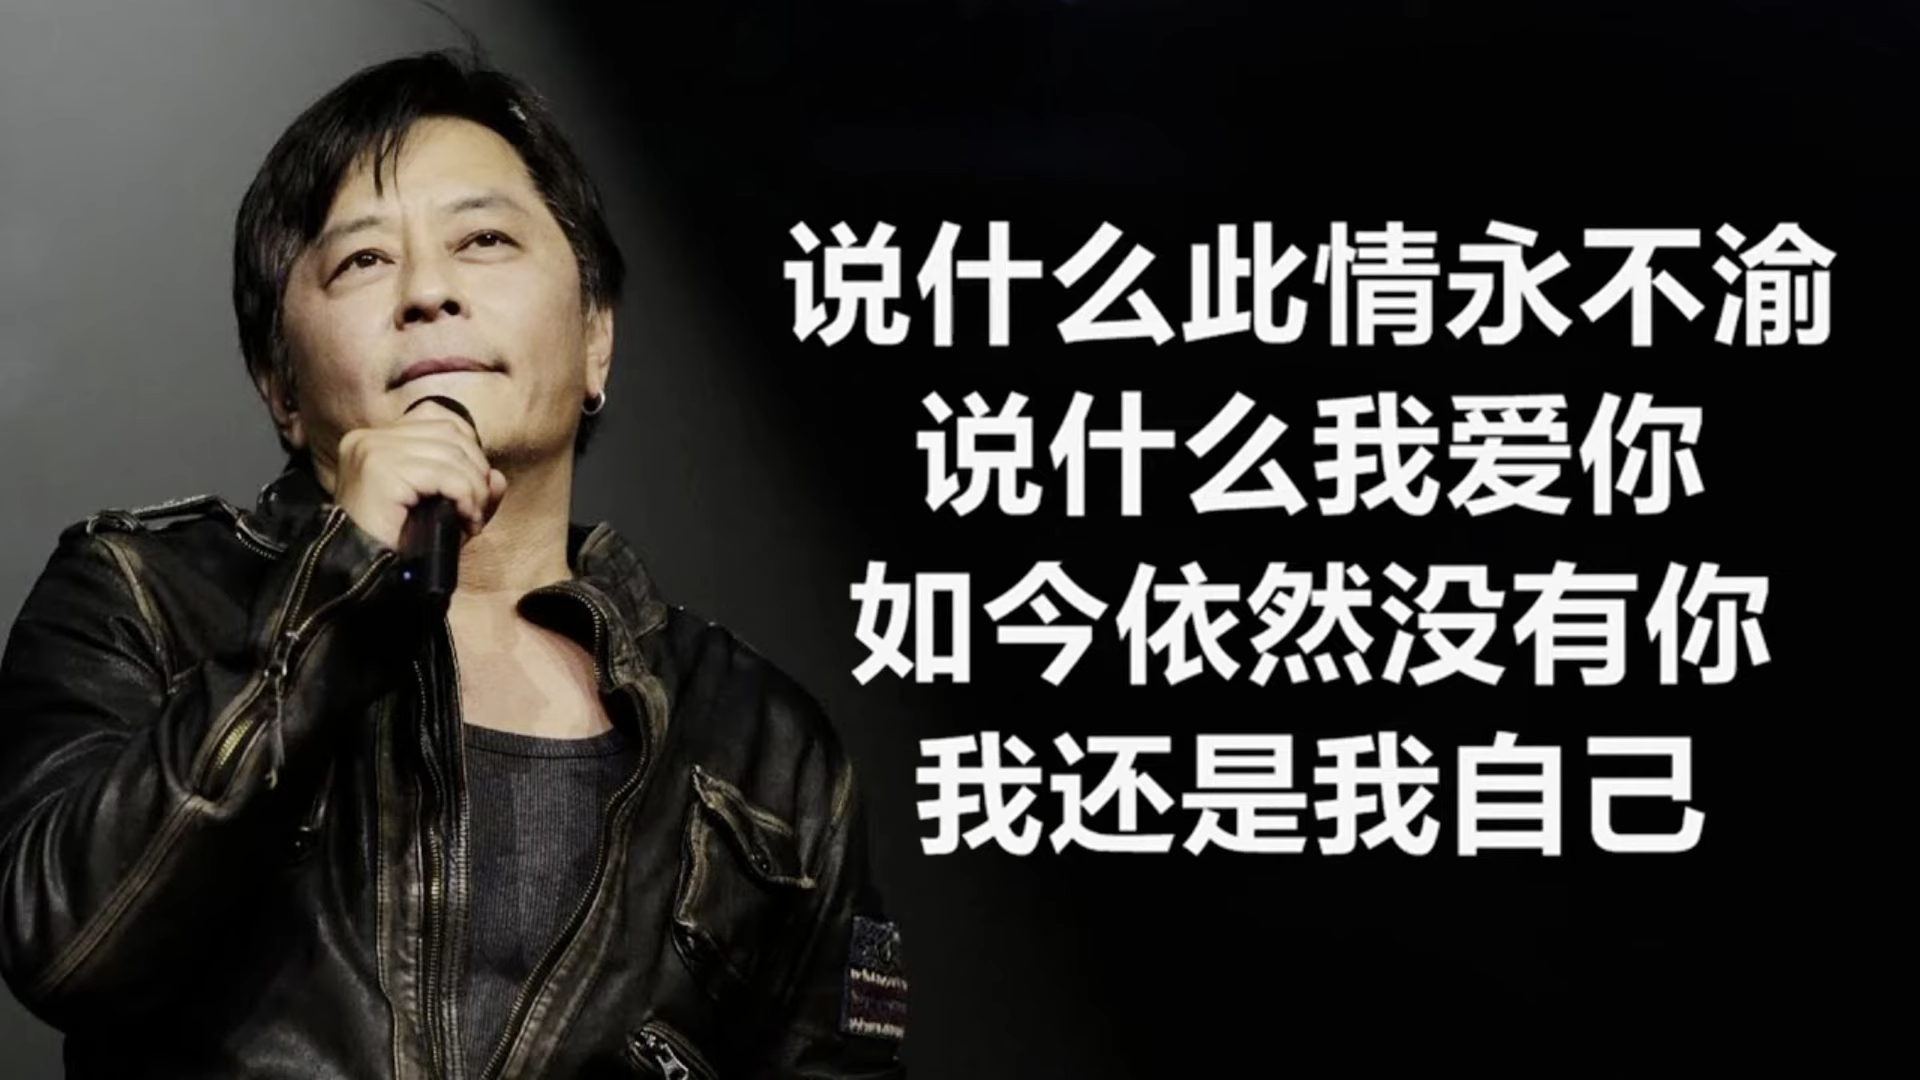 说什么此情永不渝
说什么我爱你
如今依然没有你
我还是我自己